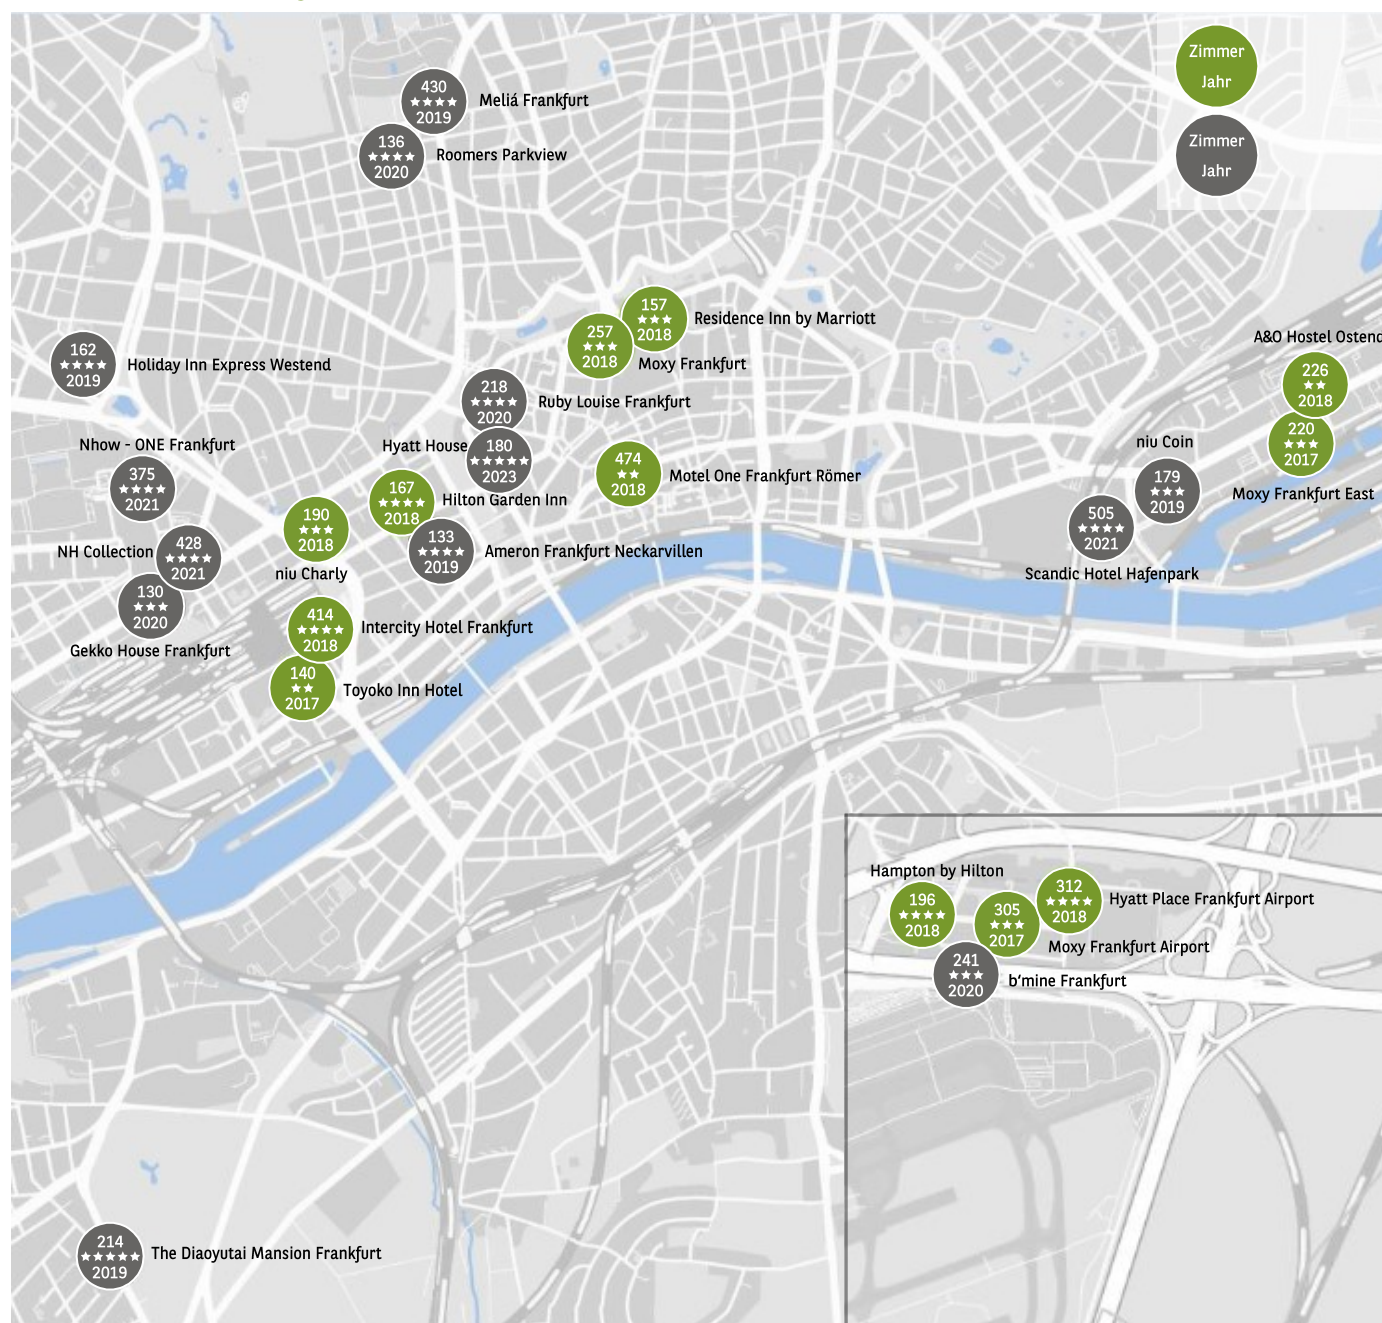 Zimmer
Jahr
Zimmer
Jahr
430
★★★★
2019
Meliá Frankfurt
136
★★★★
2020
Roomers Parkview
157
★★★
2018
Residence Inn by Marriott
257
★★★
2018
Moxy Frankfurt
162
★★★★
2019
Holiday Inn Express Westend
A&O Hostel Ostend
226
★★
2018
220
★★★
2017
Moxy Frankfurt East
218
★★★★
2020
Ruby Louise Frankfurt
Hyatt House
180
★★★★★
2023
Nhow - ONE Frankfurt
375
★★★★
2021
niu Coin
179
★★★
2019
474
★★
2018
Motel One Frankfurt Römer
167
★★★★
2018
Hilton Garden Inn
190
★★★
2018
niu Charly
505
★★★★
2021
Scandic Hotel Hafenpark
133
★★★★
2019
Ameron Frankfurt Neckarvillen
NH Collection
428
★★★★
2021
130
★★★
2020
Gekko House Frankfurt
414
★★★★
2018
Intercity Hotel Frankfurt
140
★★
2017
Toyoko Inn Hotel
Hampton by Hilton
196
★★★★
2018
305
★★★
2017
Moxy Frankfurt Airport
312
★★★★
2018
Hyatt Place Frankfurt Airport
241
★★★
2020
b’mine Frankfurt
214
★★★★★
2019
The Diaoyutai Mansion Frankfurt